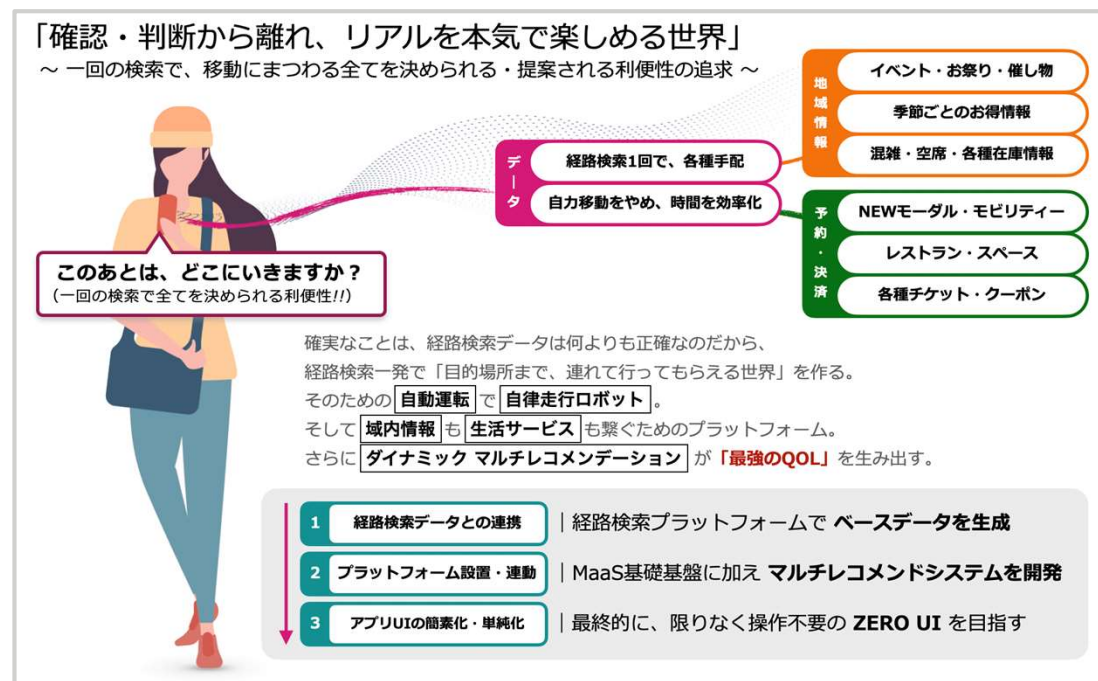 「確認・判断から離れ、リアルを本気で楽しめる世界」
～ 一回の検索で、移動にまつわる全てを決められる・提案される利便性の追求 ～
地域情報
イベント・お祭り・催し物
季節ごとのお得情報
混雑・空席・各種在庫情報
データ
経路検索1回で、各種手配
自力移動をやめ、時間を効率化
予約・決済
NEWモーダル・モビリティー
レストラン・スペース
各種チケット・クーポン
このあとは、どこにいきますか？
（一回の検索で全てを決められる利便性!!）
確実なことは、経路検索データは何よりも正確なのだから、
経路検索一発で「目的場所まで、連れて行ってもらえる世界」を作る。
そのための 自動運転 で 自律走行ロボット 。
そして 域内情報 も 生活サービス も繋ぐためのプラットフォーム。
さらに ダイナミック マルチレコメンデーション が「最強のQOL」を生み出す。
1 経路検索データとの連携 ｜経路検索プラットフォームで ベースデータを生成
2 プラットフォーム設置・連動 ｜MaaS基礎基盤に加え マルチレコメンドシステムを開発
3 アプリUIの簡素化・単純化 ｜最終的に、限りなく操作不要の ZERO UI を目指す